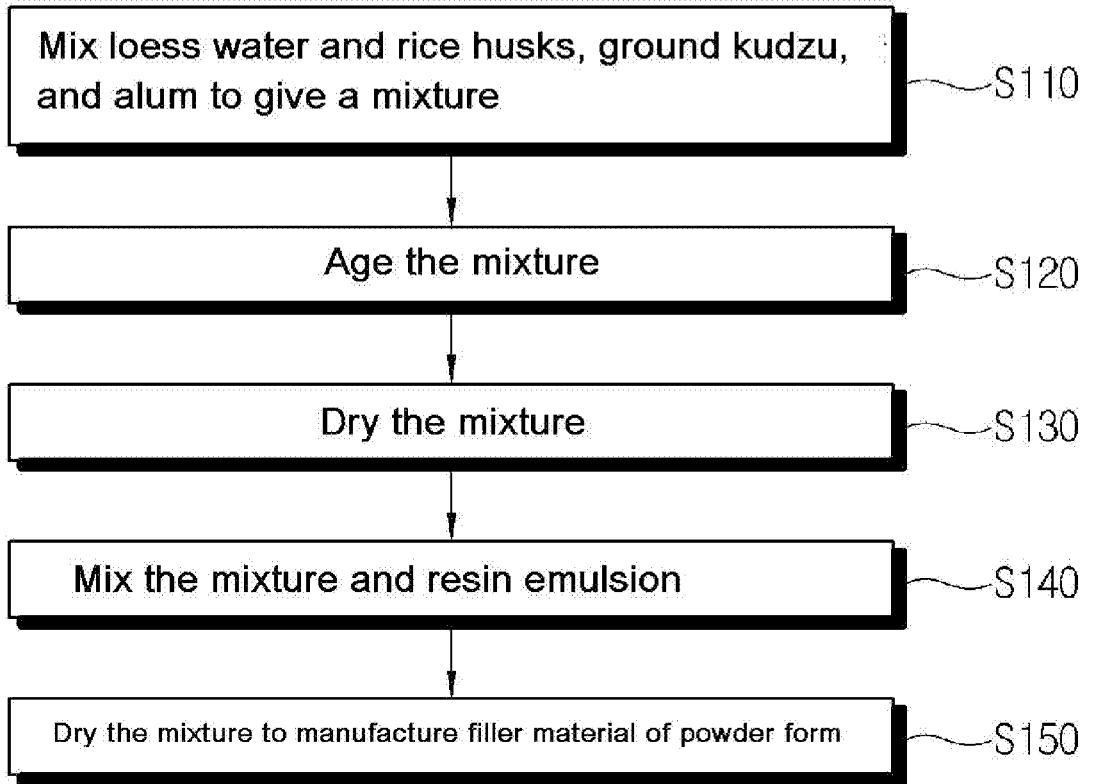 Mix loess water and rice husks, ground kudzu,
and alum to give a mixture
S110
Age the mixture
S120
Dry the mixture
S130
Mix the mixture and resin emulsion
S140
Dry the mixture to manufacture filler material of powder form
S150